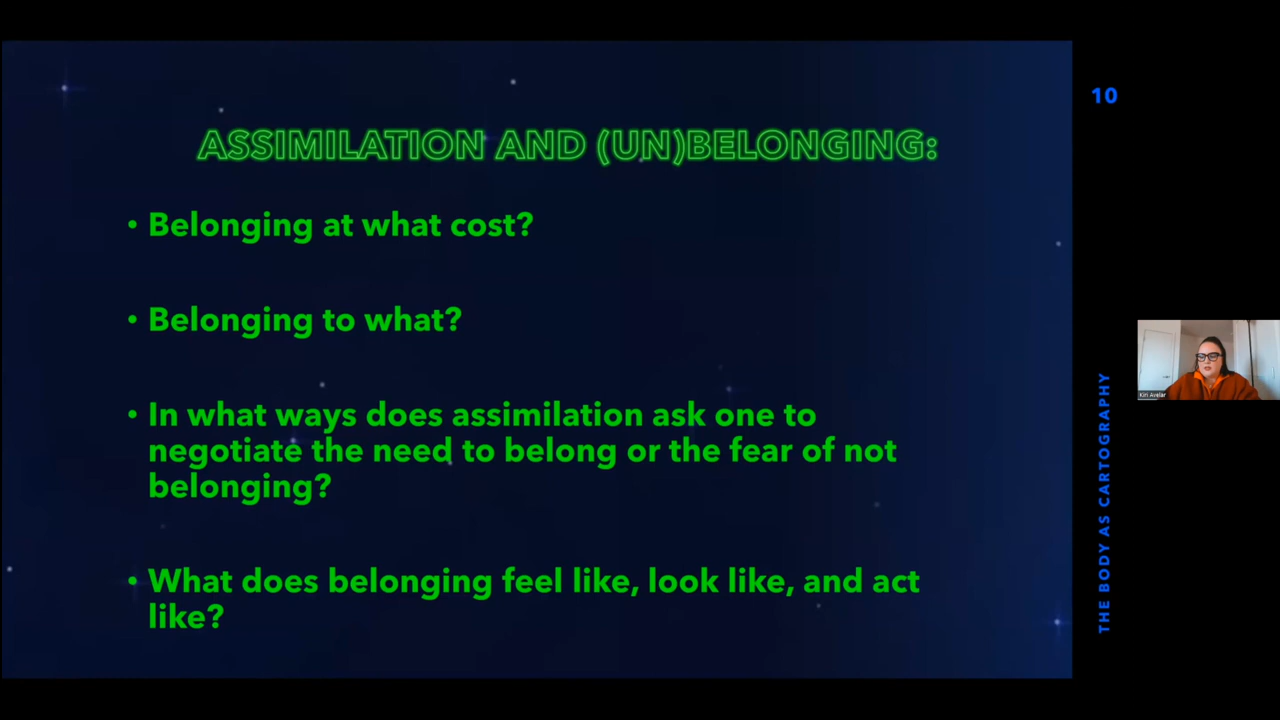 10
ASSIMILATION AND (UN)BELONGING:
• Belonging at what cost?
• Belonging to what?
• In what ways does assimilation ask one to
negotiate the need to belong or the fear of not
belonging?
• What does belonging feel like, look like, and act
like?
THE BODY AS CARTOGRAPHY
Kiri Avelar